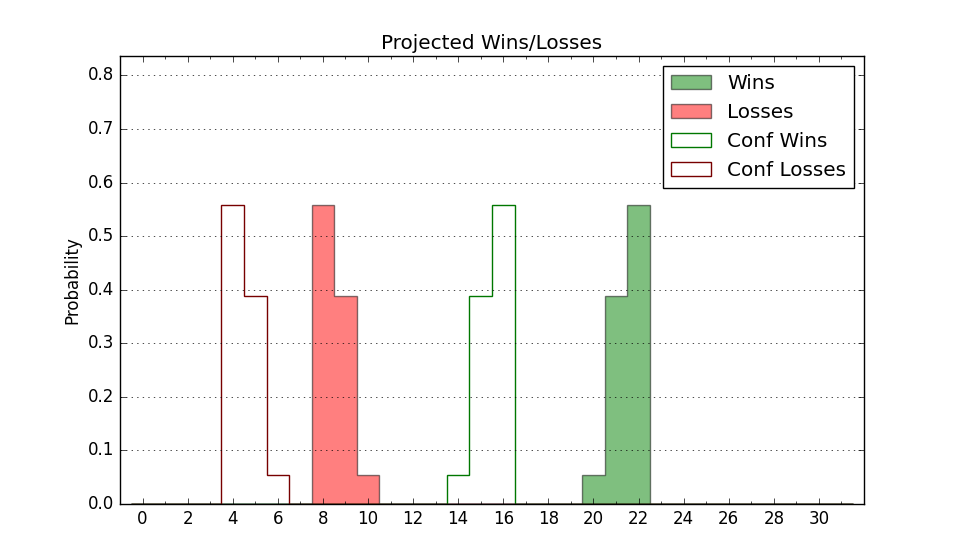 Projected Wins/Losses
Wins
Losses
Conf Wins
Conf Losses
Probability
0.8
0.7
0.6
0.5
0.4
0.3
0.2
0.1
0.0
0 2 4 6 8 10 12 14 16 18 20 22 24 26 28 30